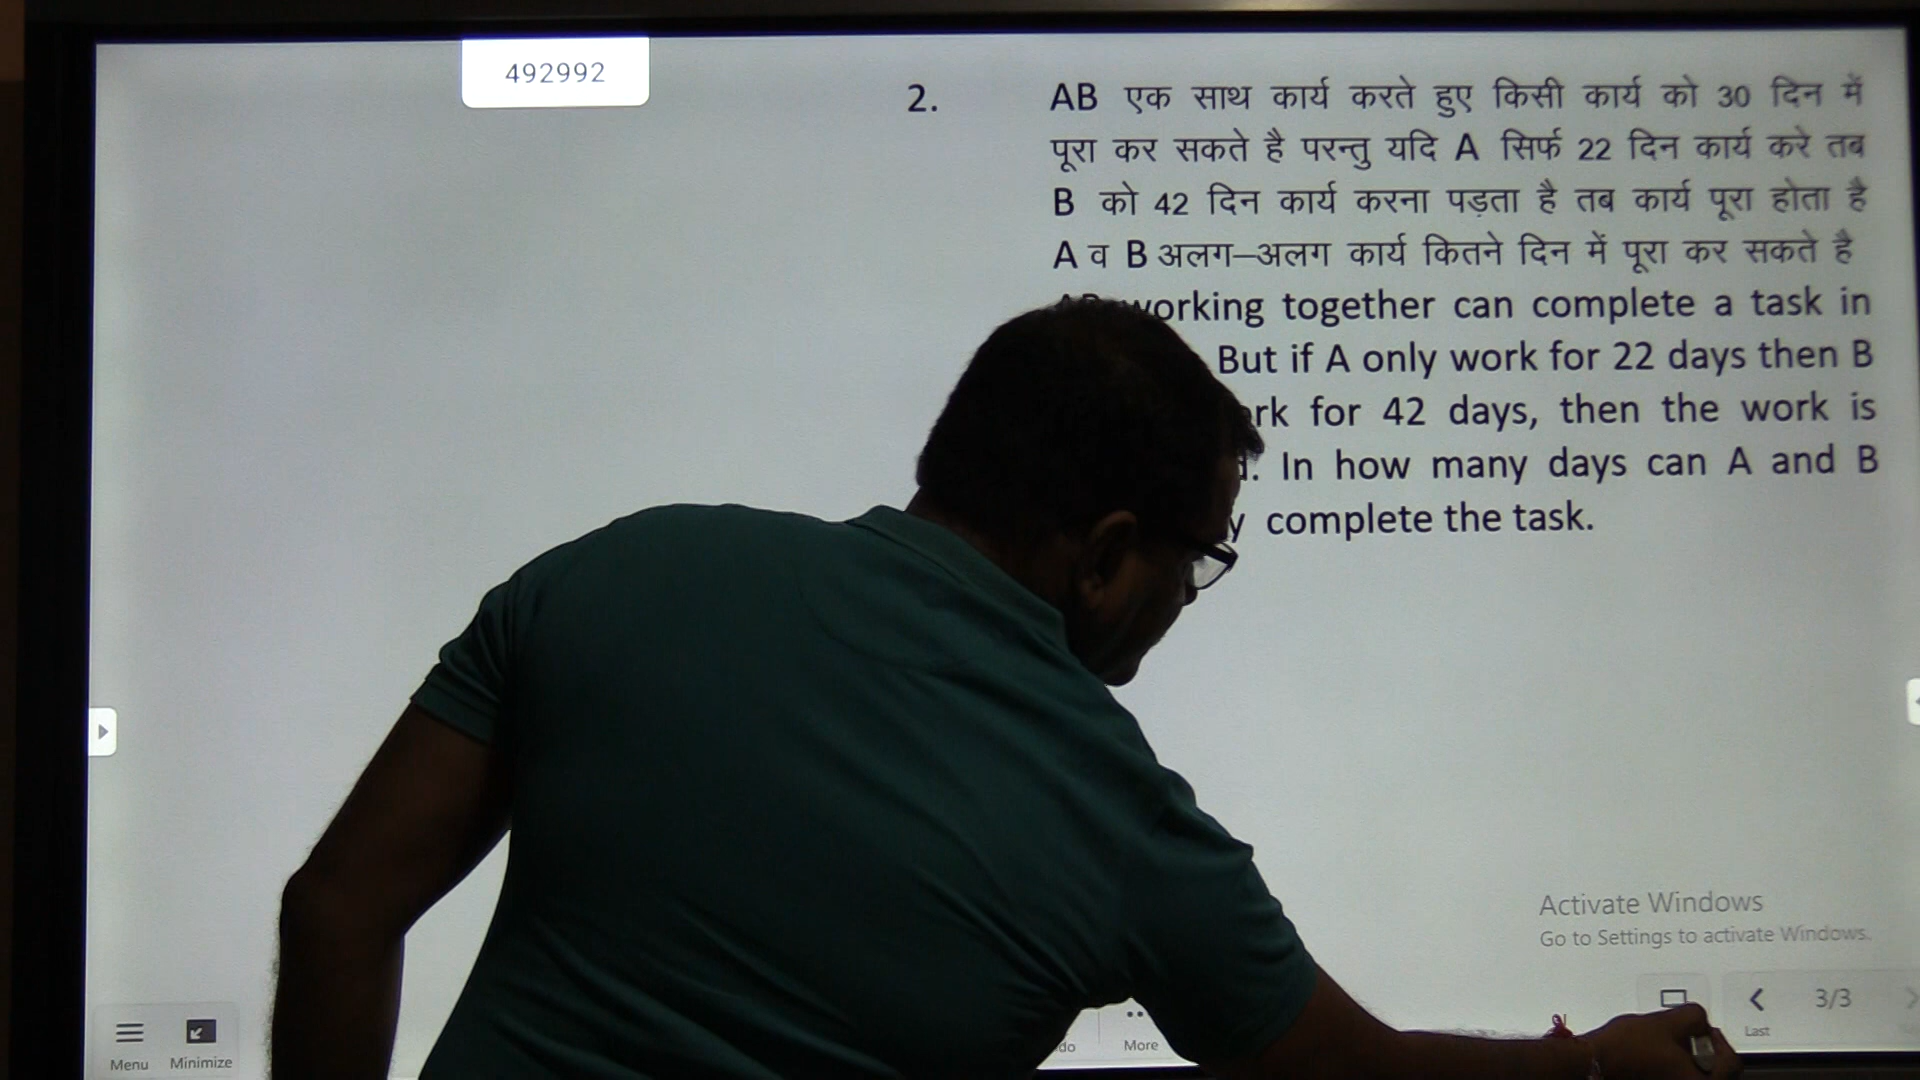 492992
2.
AB एक साथ कार्य करते हुए किसी कार्य को 30 दिन में
पूरा कर सकते है परन्तु यदि A सिर्फ 22 दिन कार्य करे तब
B को 42 दिन कार्य करना पड़ता है तब कार्य पूरा होता है
A व B अलग–अलग कार्य कितने दिन में पूरा कर सकते है
working together can complete a task in
But if A only work for 22 days then B
for 42 days, then the work is
In how many days can A and B
complete the task.
Activate Windows
Go to Settings to activate Windows.
3/3
Last
Menu Minimize
More